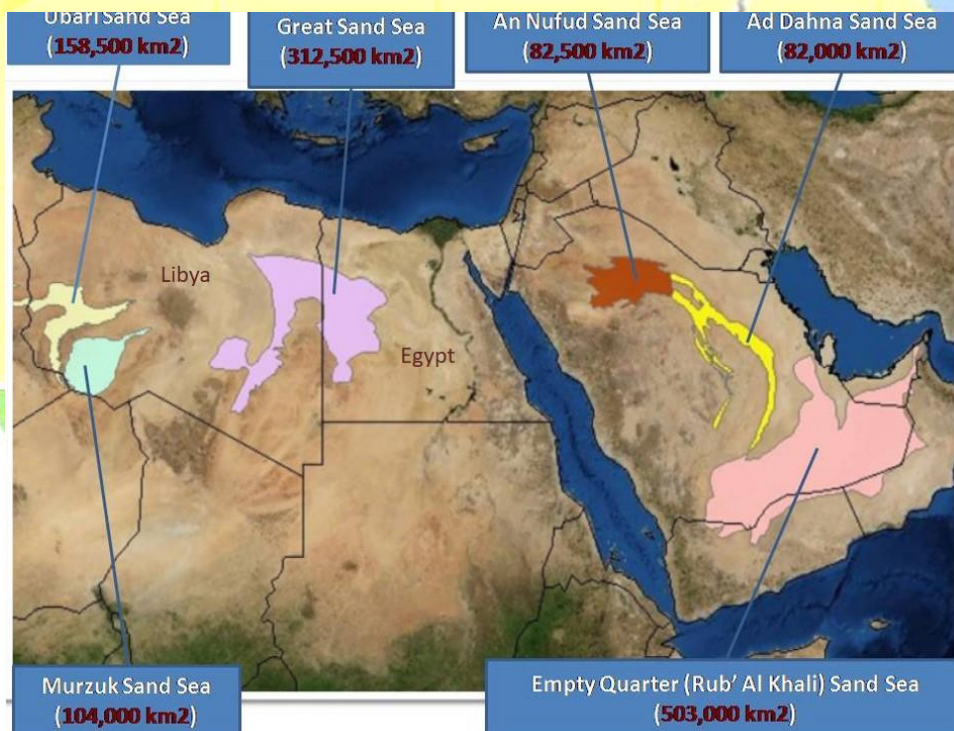 Ubari Sand Sea
(158,500 km2)
Great Sand Sea
(312,500 km2)
An Nufud Sand Sea
(82,500 km2)
Ad Dahna Sand Sea
(82,000 km2)
Libya
Egypt
Murzuk Sand Sea
(104,000 km2)
Empty Quarter (Rub' Al Khali) Sand Sea
(503,000 km2)